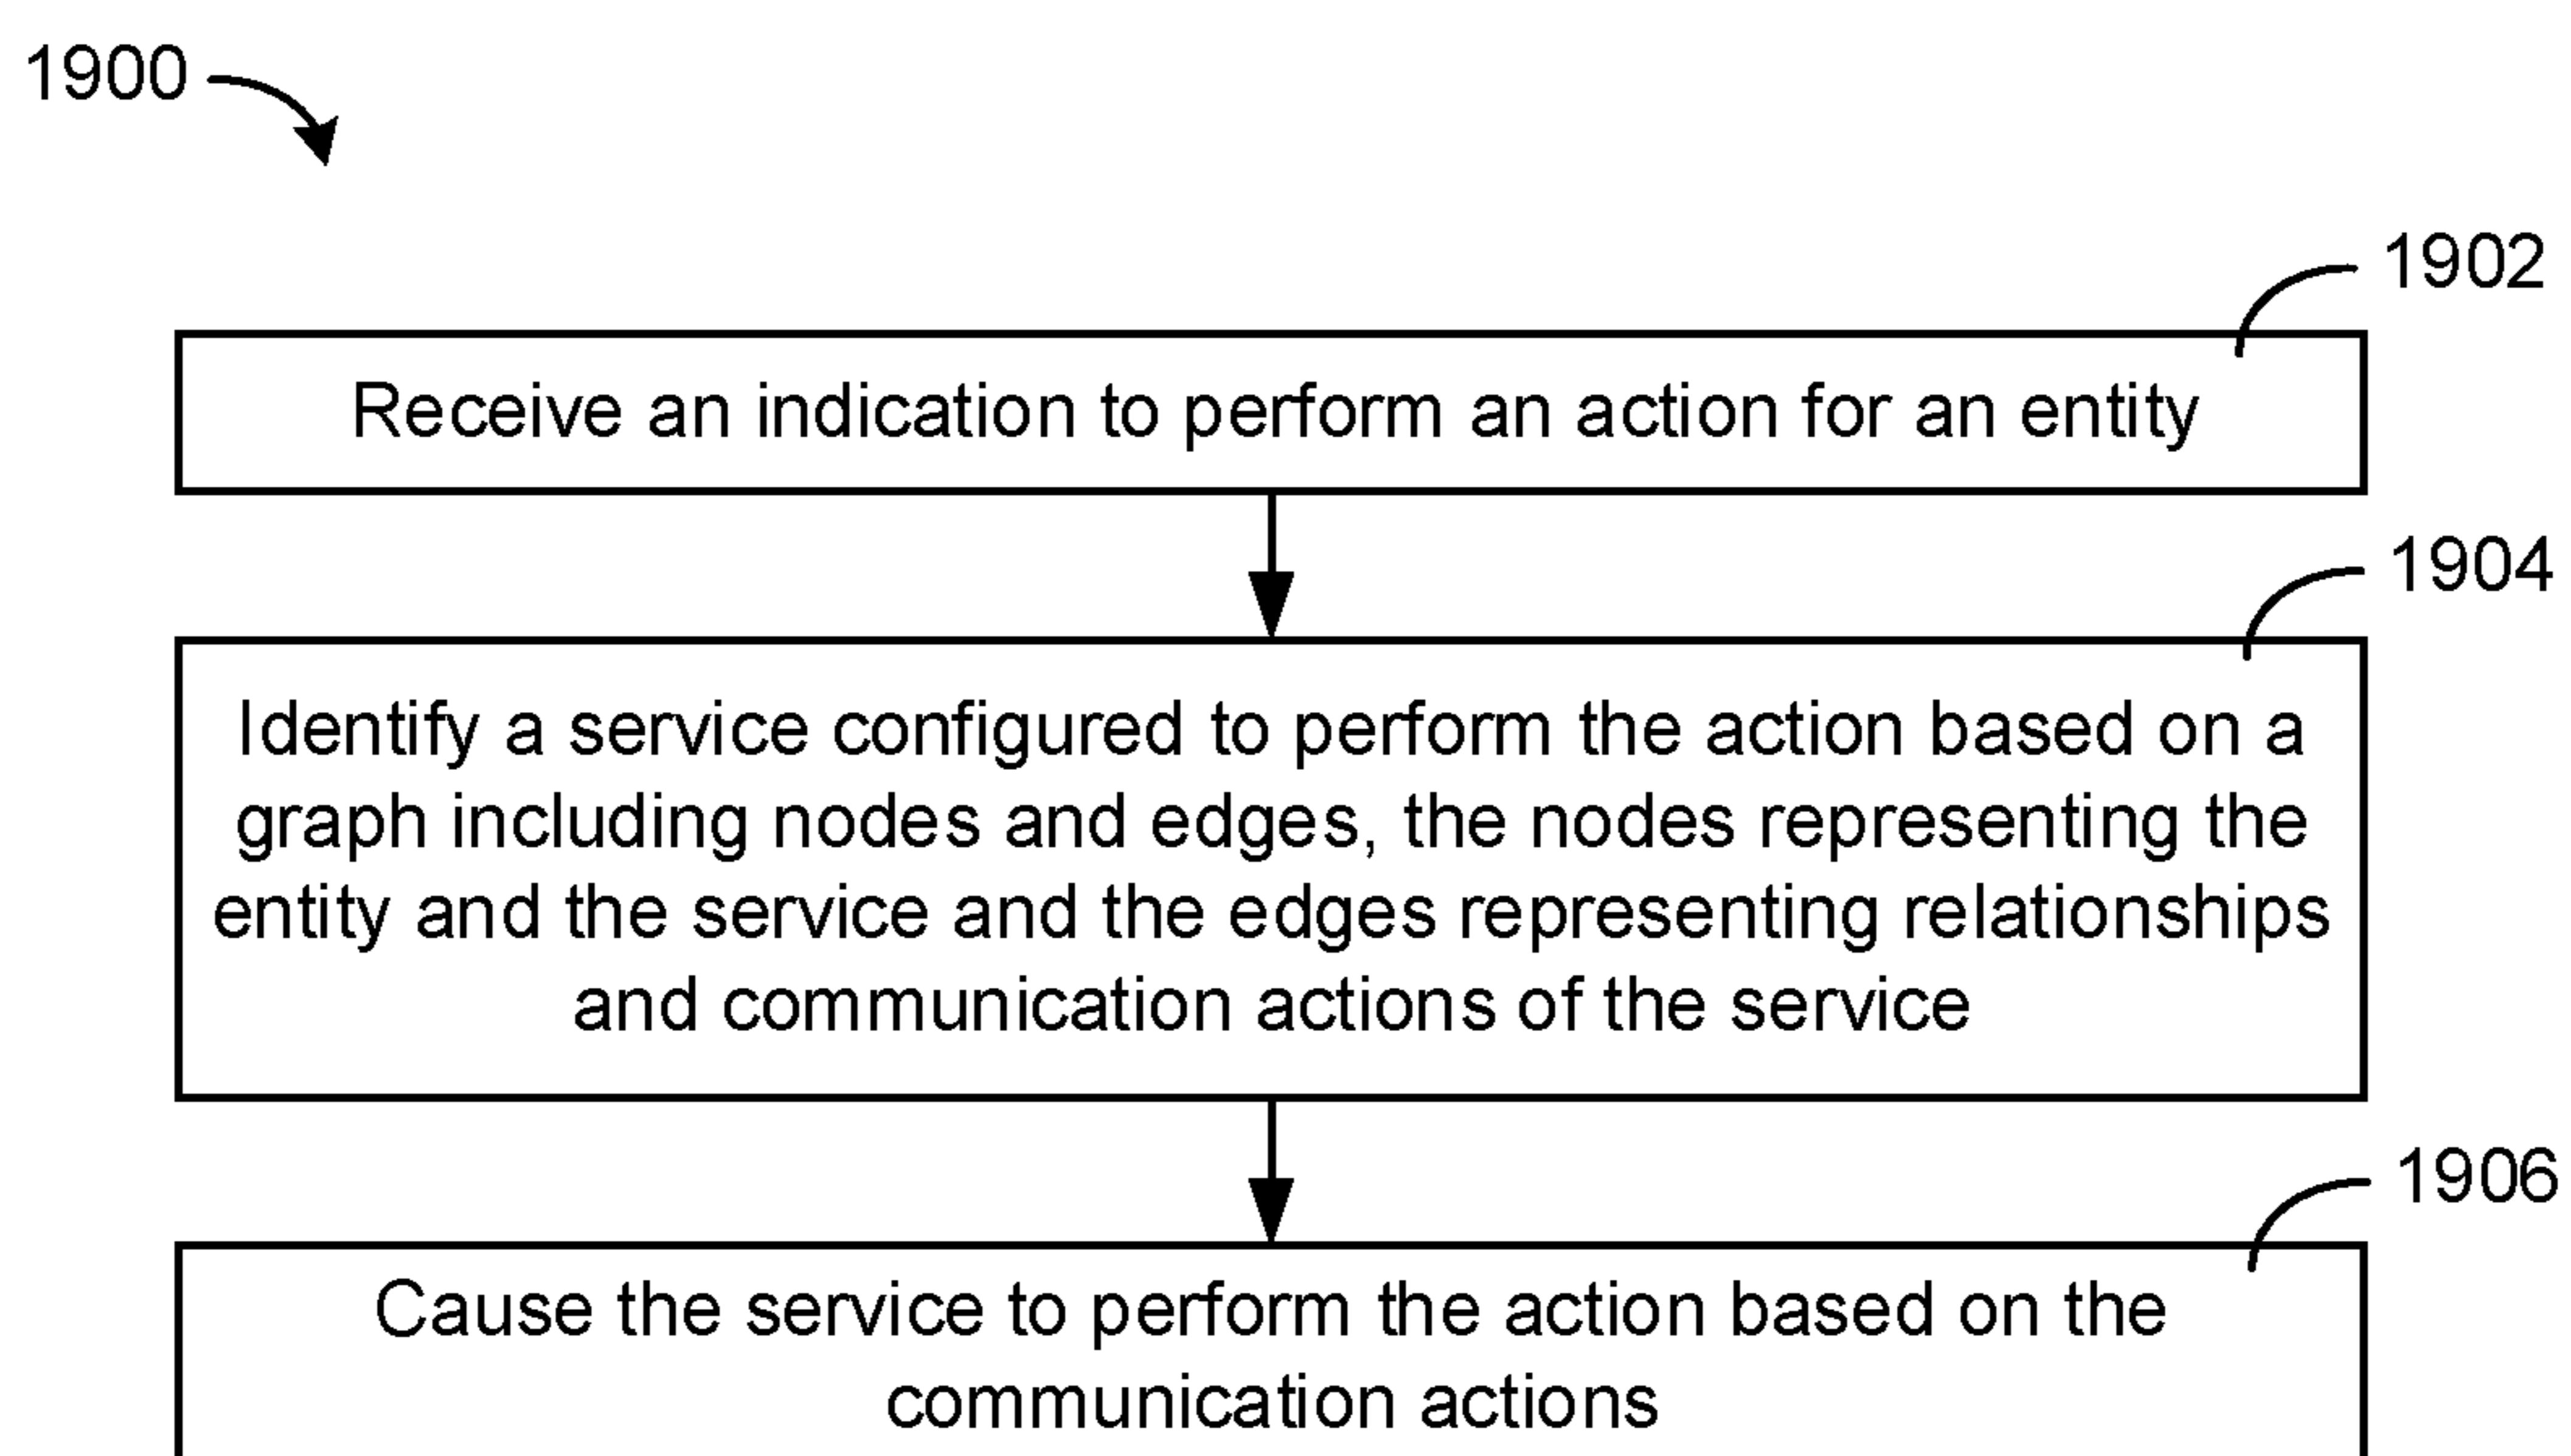 1900
1902
Receive an indication to perform an action for an entity
1904
Identify a service configured to perform the action based on a
graph including nodes and edges, the nodes representing the
entity and the service and the edges representing relationships
and communication actions of the service
1906
Cause the service to perform the action based on the
communication actions